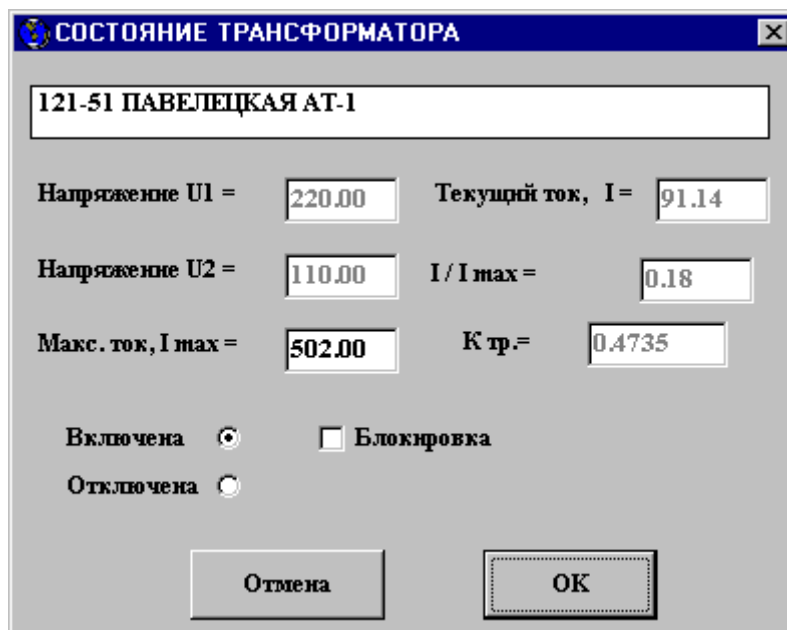 СОСТОЯНИЕ ТРАНСФОРМАТОРА
121-51 ПАВЕЛЕЦКАЯ АТ-1
Напряжение U1 = 220.00 Текущий ток, I = 91.14
Напряжение U2 = 110.00 I / I max = 0.18
Макс. ток, I max = 502.00 К тр.= 0.4735
Включена Блокировка
Отключена
Отмена ОК